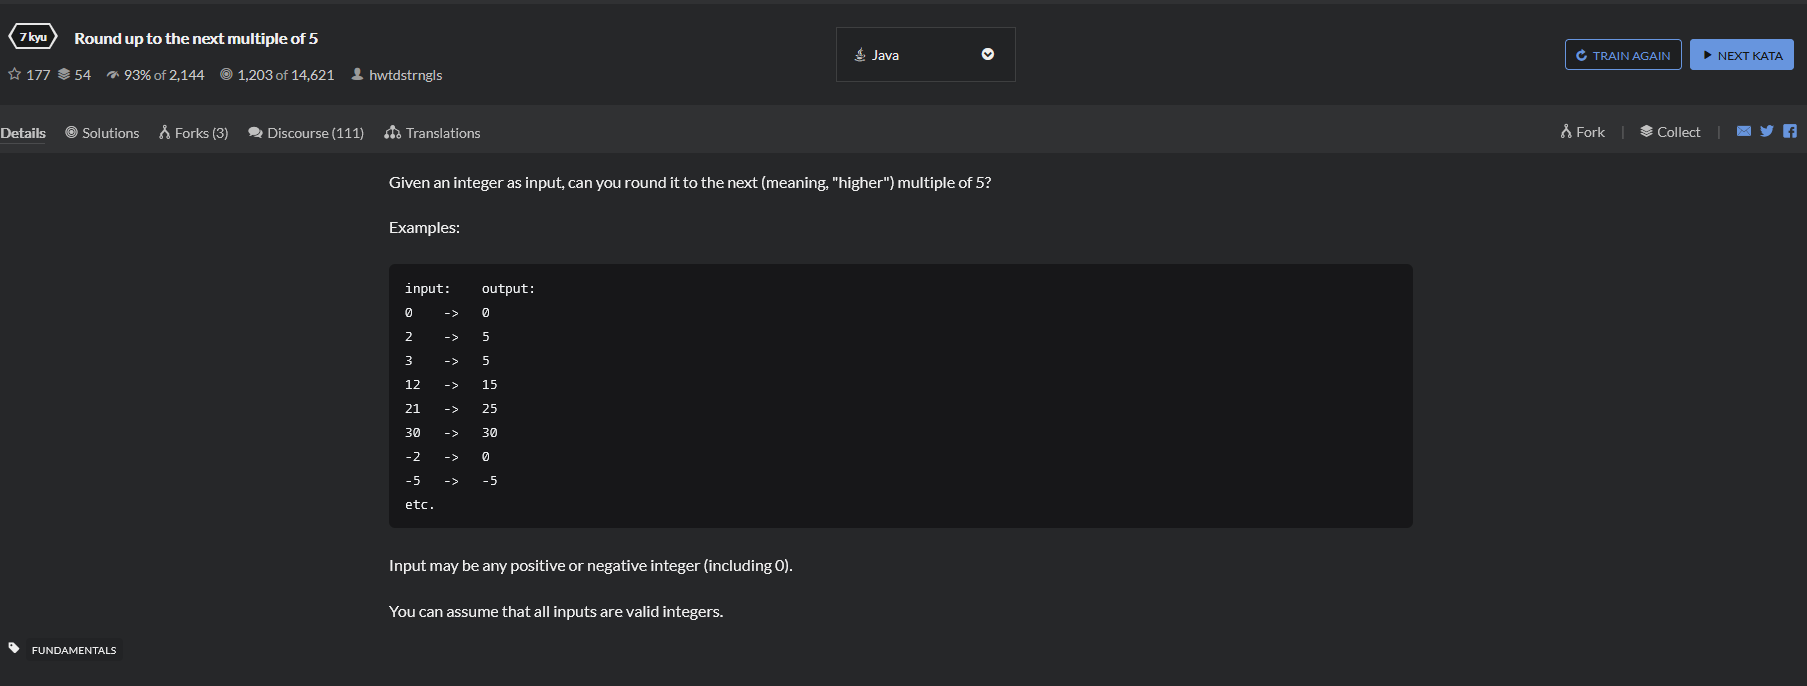 7 kyu
Round up to the next multiple of 5
177 54 93% of 2,144 1,203 of 14,621 hwtdstrngls
Java
TRAIN AGAIN
NEXT KATA
Details Solutions Forks (3) Discourse (111) Translations
Fork | Collect |
Given an integer as input, can you round it to the next (meaning, "higher") multiple of 5?
Examples:
input:    output:
0    ->   0
2    ->   5
3    ->   5
12   ->   15
21   ->   25
30   ->   30
-2   ->   0
-5   ->   -5
etc.
Input may be any positive or negative integer (including 0).
You can assume that all inputs are valid integers.
FUNDAMENTALS